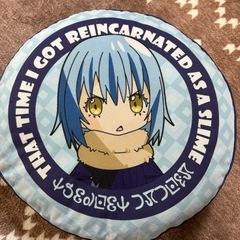 THAT TIME I GOT REINCARNATED AS A SLIME